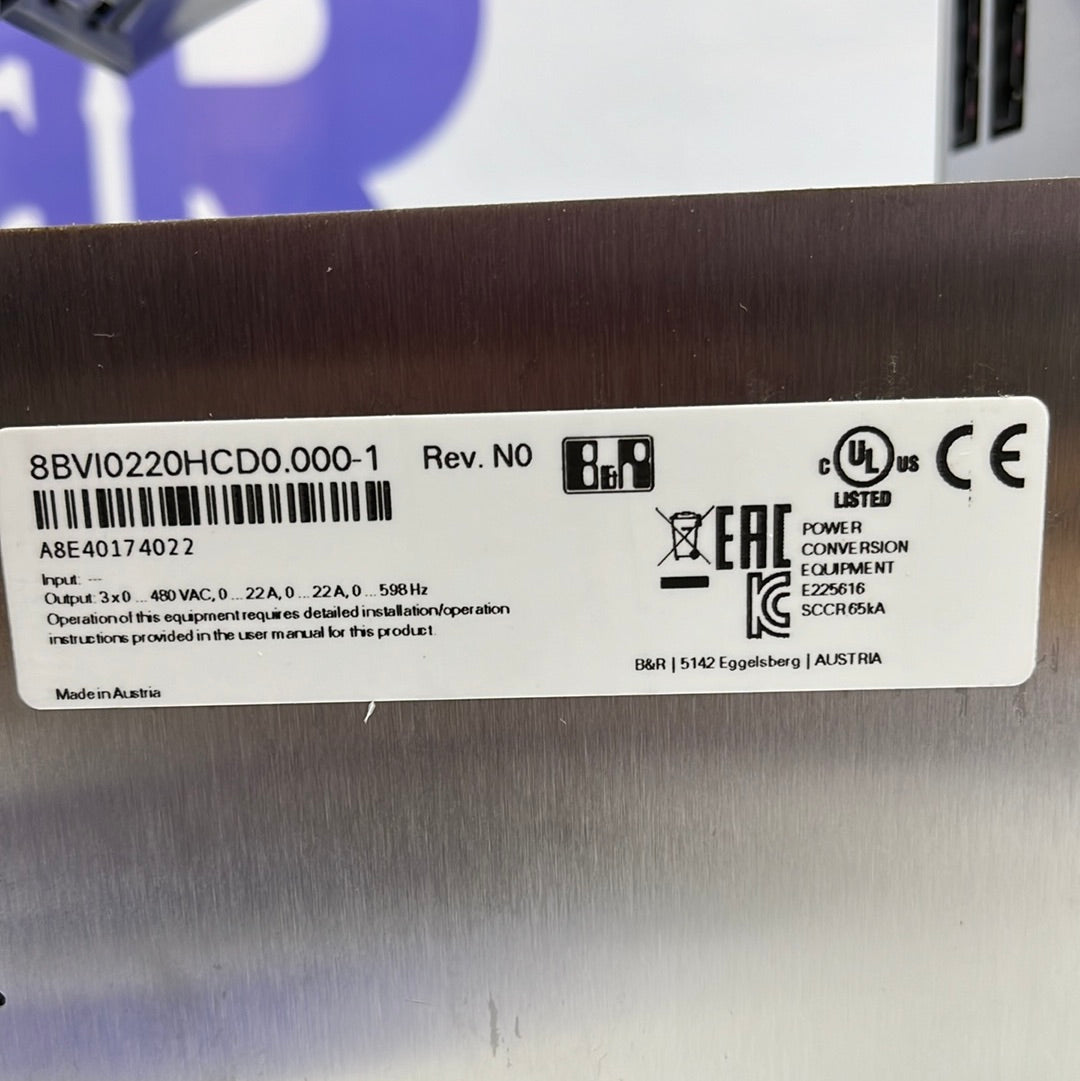 8BVI0220HCD0.000-1 Rev. N0 B&R
A8E40174022
Input: ---
Output: 3 x 0 ... 480 VAC, 0 ... 22 A, 0 ... 22 A, 0 ... 598 Hz
Operation of this equipment requires detailed installation/operation
instructions provided in the user manual for this product.
Made in Austria
C UL US CE
LISTED
EAC
POWER
CONVERSION
EQUIPMENT
E225616
SCCR 65kA
B&R | 5142 Eggelsberg | AUSTRIA